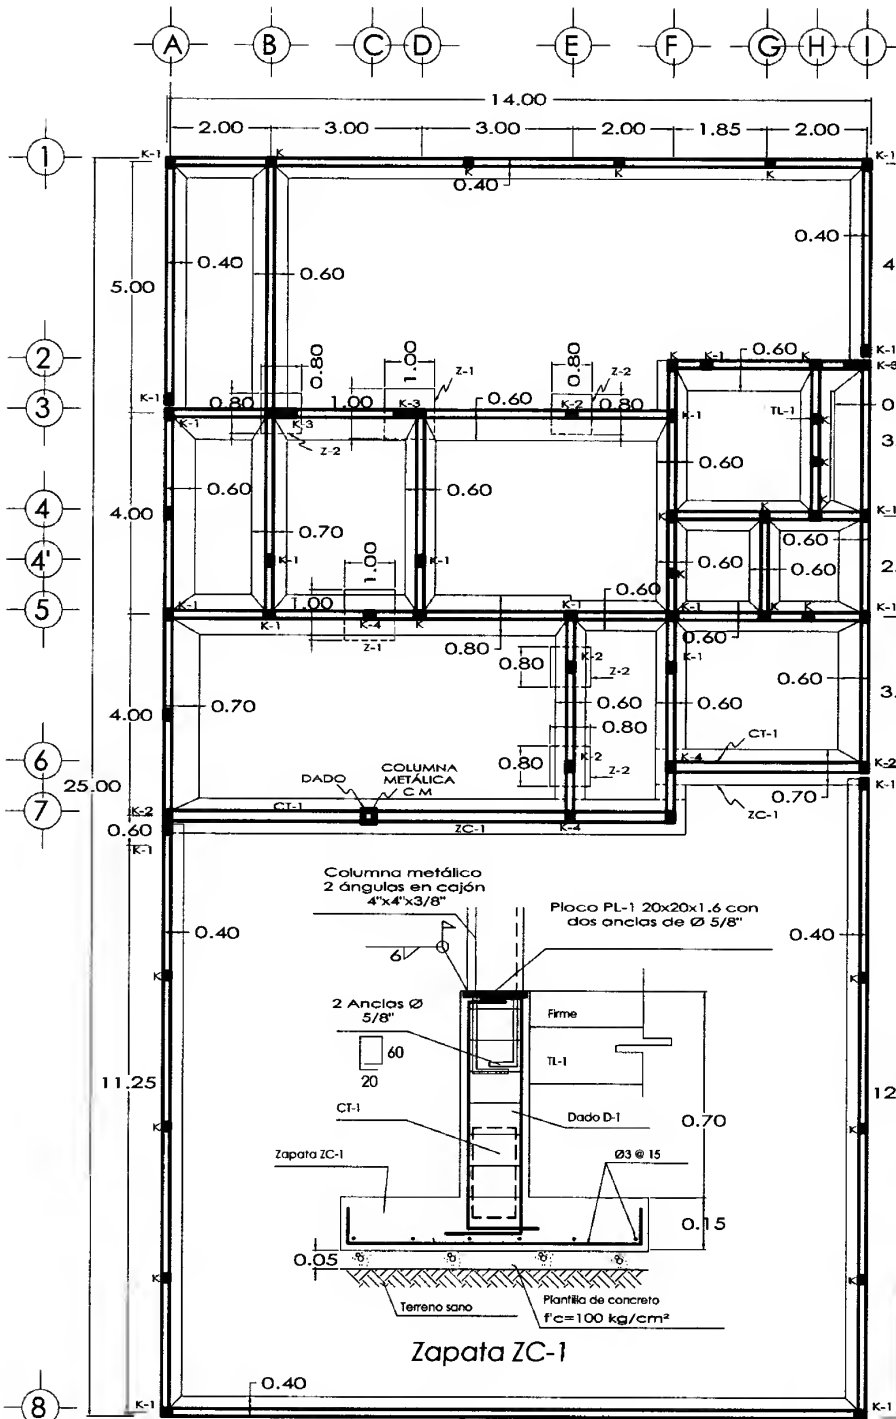 A B C D E F G H I
14.00
2.00 3.00 3.00 2.00 1.85 2.00
1 K-1 K K K K K-1
0.40
0.40
0.40 0.60 4
5.00
2 K K-1 0.60 K K-1
0.80 1.00 Z-1 0.80 Z-2
3 K-1 0.80 1.00 K-3 0.60 K-2 0.80 K-1 TL-1 K 0
K-1 K-3 3
Z-2 K
0.60 0.60 0.60
4 K K K K-1
4.00 0.70 1.00 0.60
4' K-1 K-1 0.60 0.60 2.
K
5 K-1 1.00 0.60 K-1 K-1 K K-1
K-1 K-4 K 0.60
Z-1 0.80 0.80 K-2 Z-2 K-1
0.60 0.60 0.60 3.
4.00 0.70 0.80
6 COLUMNA 0.80 K-2 K-4 CT-1 K-2
DADO METÁLICA Z-2 K-1
25.00 C M 0.70
7 K-2 CT-1
0.60 ZC-1 K-4 ZC-1
K-1
Columna metálico
2 ángulas en cajón
4"x4"x3/8"
Ploco PL-1 20x20x1.6 con
dos anclas de Ø 5/8"
0.40 0.40
6
K K
2 Anclas Ø
5/8"
Firme
60
20
TL-1
11.25 12
CT-1 Dado D-1 0.70
K K
Zapata ZC-1 Ø3 @ 15
0.15
0.05
K K
Terreno sano
Plantilla de concreto
f'c=100 kg/cm²
Zapata ZC-1
0.40
8 K-1 K-1